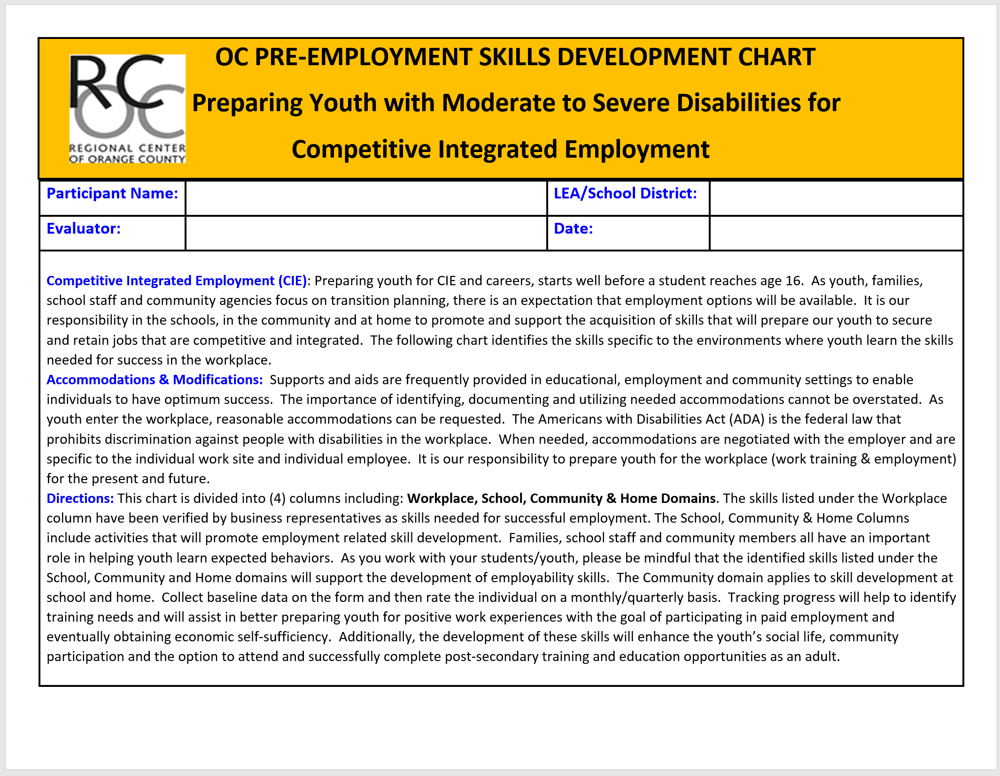 RC
OC
REGIONAL CENTER
OF ORANGE COUNTY
OC PRE-EMPLOYMENT SKILLS DEVELOPMENT CHART
Preparing Youth with Moderate to Severe Disabilities for
Competitive Integrated Employment
Participant Name:
LEA/School District:
Evaluator:
Date:
Competitive Integrated Employment (CIE): Preparing youth for CIE and careers, starts well before a student reaches age 16.  As youth, families,
school staff and community agencies focus on transition planning, there is an expectation that employment options will be available.  It is our
responsibility in the schools, in the community and at home to promote and support the acquisition of skills that will prepare our youth to secure
and retain jobs that are competitive and integrated.  The following chart identifies the skills specific to the environments where youth learn the skills
needed for success in the workplace.
Accommodations & Modifications:  Supports and aids are frequently provided in educational, employment and community settings to enable
individuals to have optimum success.  The importance of identifying, documenting and utilizing needed accommodations cannot be overstated.  As
youth enter the workplace, reasonable accommodations can be requested.  The Americans with Disabilities Act (ADA) is the federal law that
prohibits discrimination against people with disabilities in the workplace.  When needed, accommodations are negotiated with the employer and are
specific to the individual work site and individual employee.  It is our responsibility to prepare youth for the workplace (work training & employment)
for the present and future.
Directions: This chart is divided into (4) columns including: Workplace, School, Community & Home Domains. The skills listed under the Workplace
column have been verified by business representatives as skills needed for successful employment. The School, Community & Home Columns
include activities that will promote employment related skill development.  Families, school staff and community members all have an important
role in helping youth learn expected behaviors.  As you work with your students/youth, please be mindful that the identified skills listed under the
School, Community and Home domains will support the development of employability skills.  The Community domain applies to skill development at
school and home.  Collect baseline data on the form and then rate the individual on a monthly/quarterly basis.  Tracking progress will help to identify
training needs and will assist in better preparing youth for positive work experiences with the goal of participating in paid employment and
eventually obtaining economic self-sufficiency.  Additionally, the development of these skills will enhance the youth’s social life, community
participation and the option to attend and successfully complete post-secondary training and education opportunities as an adult.